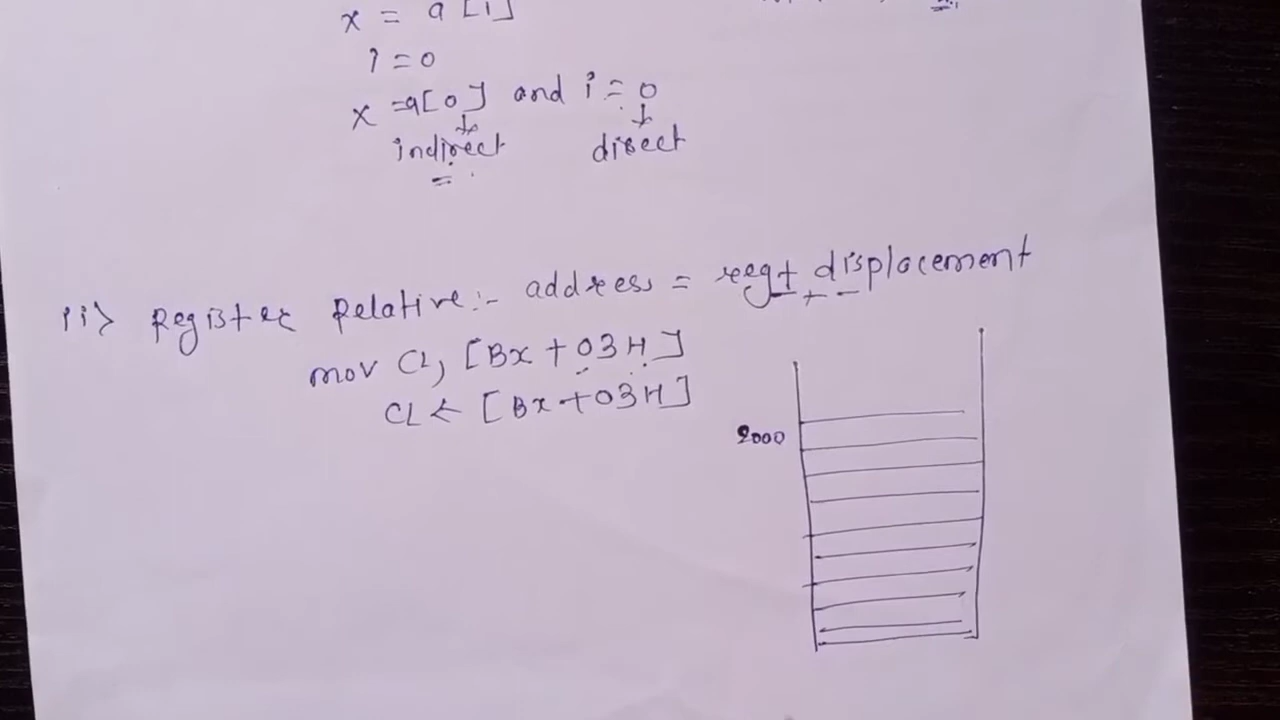 x = a[i]
i = 0
x = a[0] and i = 0
indirect direct
ii> Register Relative:- address = reg + displacement
mov CL, [Bx + 03H]
CL ← [Bx + 03H]
2000